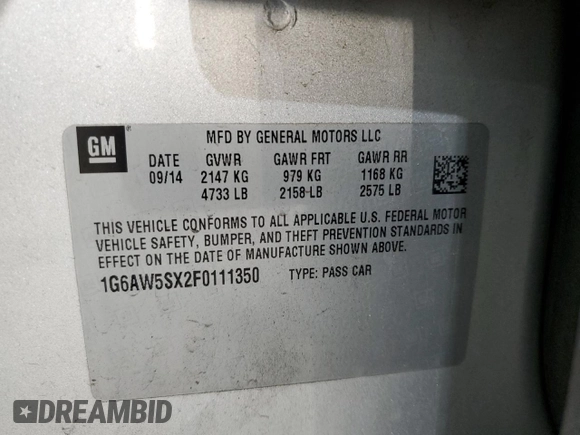 GM
MFD BY GENERAL MOTORS LLC
DATE GVWR GAWR FRT GAWR RR
09/14 2147 KG 979 KG 1168 KG
4733 LB 2158 LB 2575 LB
THIS VEHICLE CONFORMS TO ALL APPLICABLE U.S. FEDERAL MOTOR
VEHICLE SAFETY, BUMPER, AND THEFT PREVENTION STANDARDS IN
EFFECT ON THE DATE OF MANUFACTURE SHOWN ABOVE.
1G6AW5SX2F0111350 TYPE: PASS CAR
DREAMBID